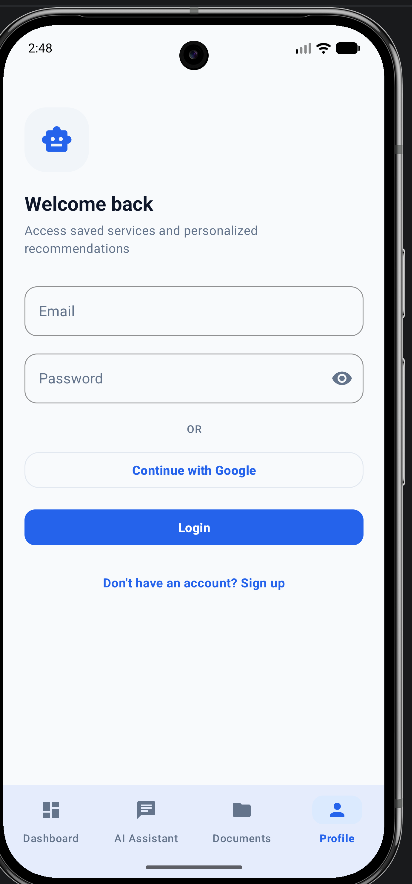 2:48
Welcome back
Access saved services and personalized
recommendations
Email
Password
OR
Continue with Google
Login
Don't have an account? Sign up
Dashboard
AI Assistant
Documents
Profile